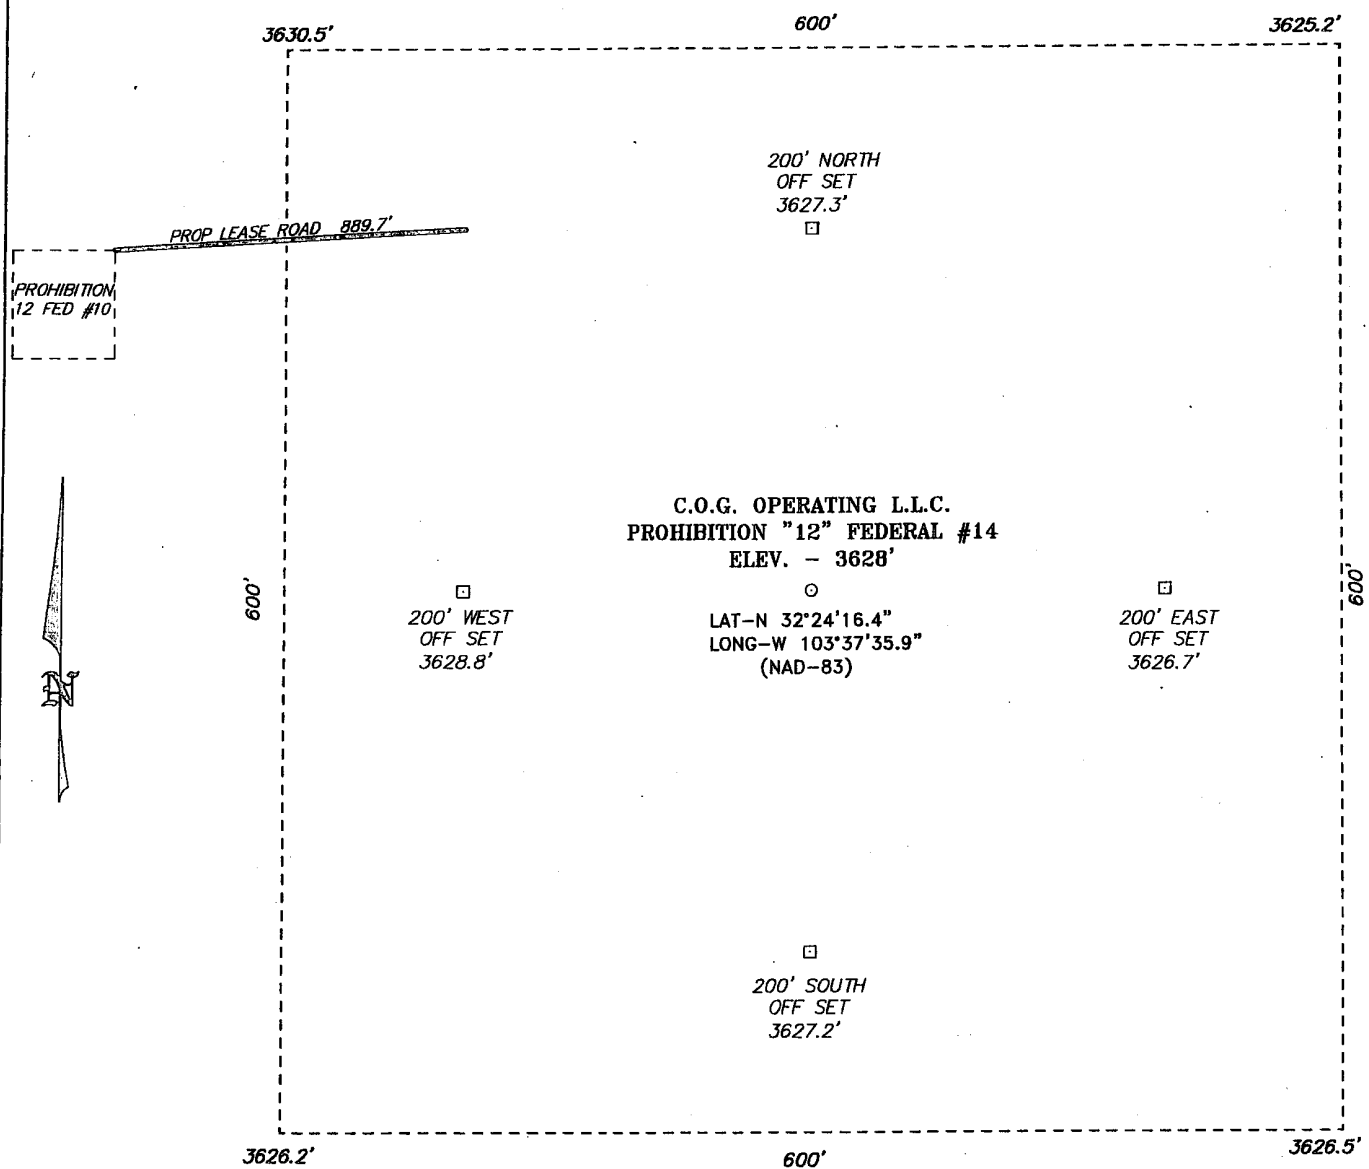 3630.5'
600'
3625.2'
200' NORTH
OFF SET
3627.3'
PROP LEASE ROAD 889.7'
PROHIBITION
12 FED #10
C.O.G. OPERATING L.L.C.
PROHIBITION "12" FEDERAL #14
ELEV. - 3628'
600'
600'
200' WEST
OFF SET
3628.8'
LAT-N 32°24'16.4"
LONG-W 103°37'35.9"
(NAD-83)
200' EAST
OFF SET
3626.7'
N
200' SOUTH
OFF SET
3627.2'
3626.2'
600'
3626.5'